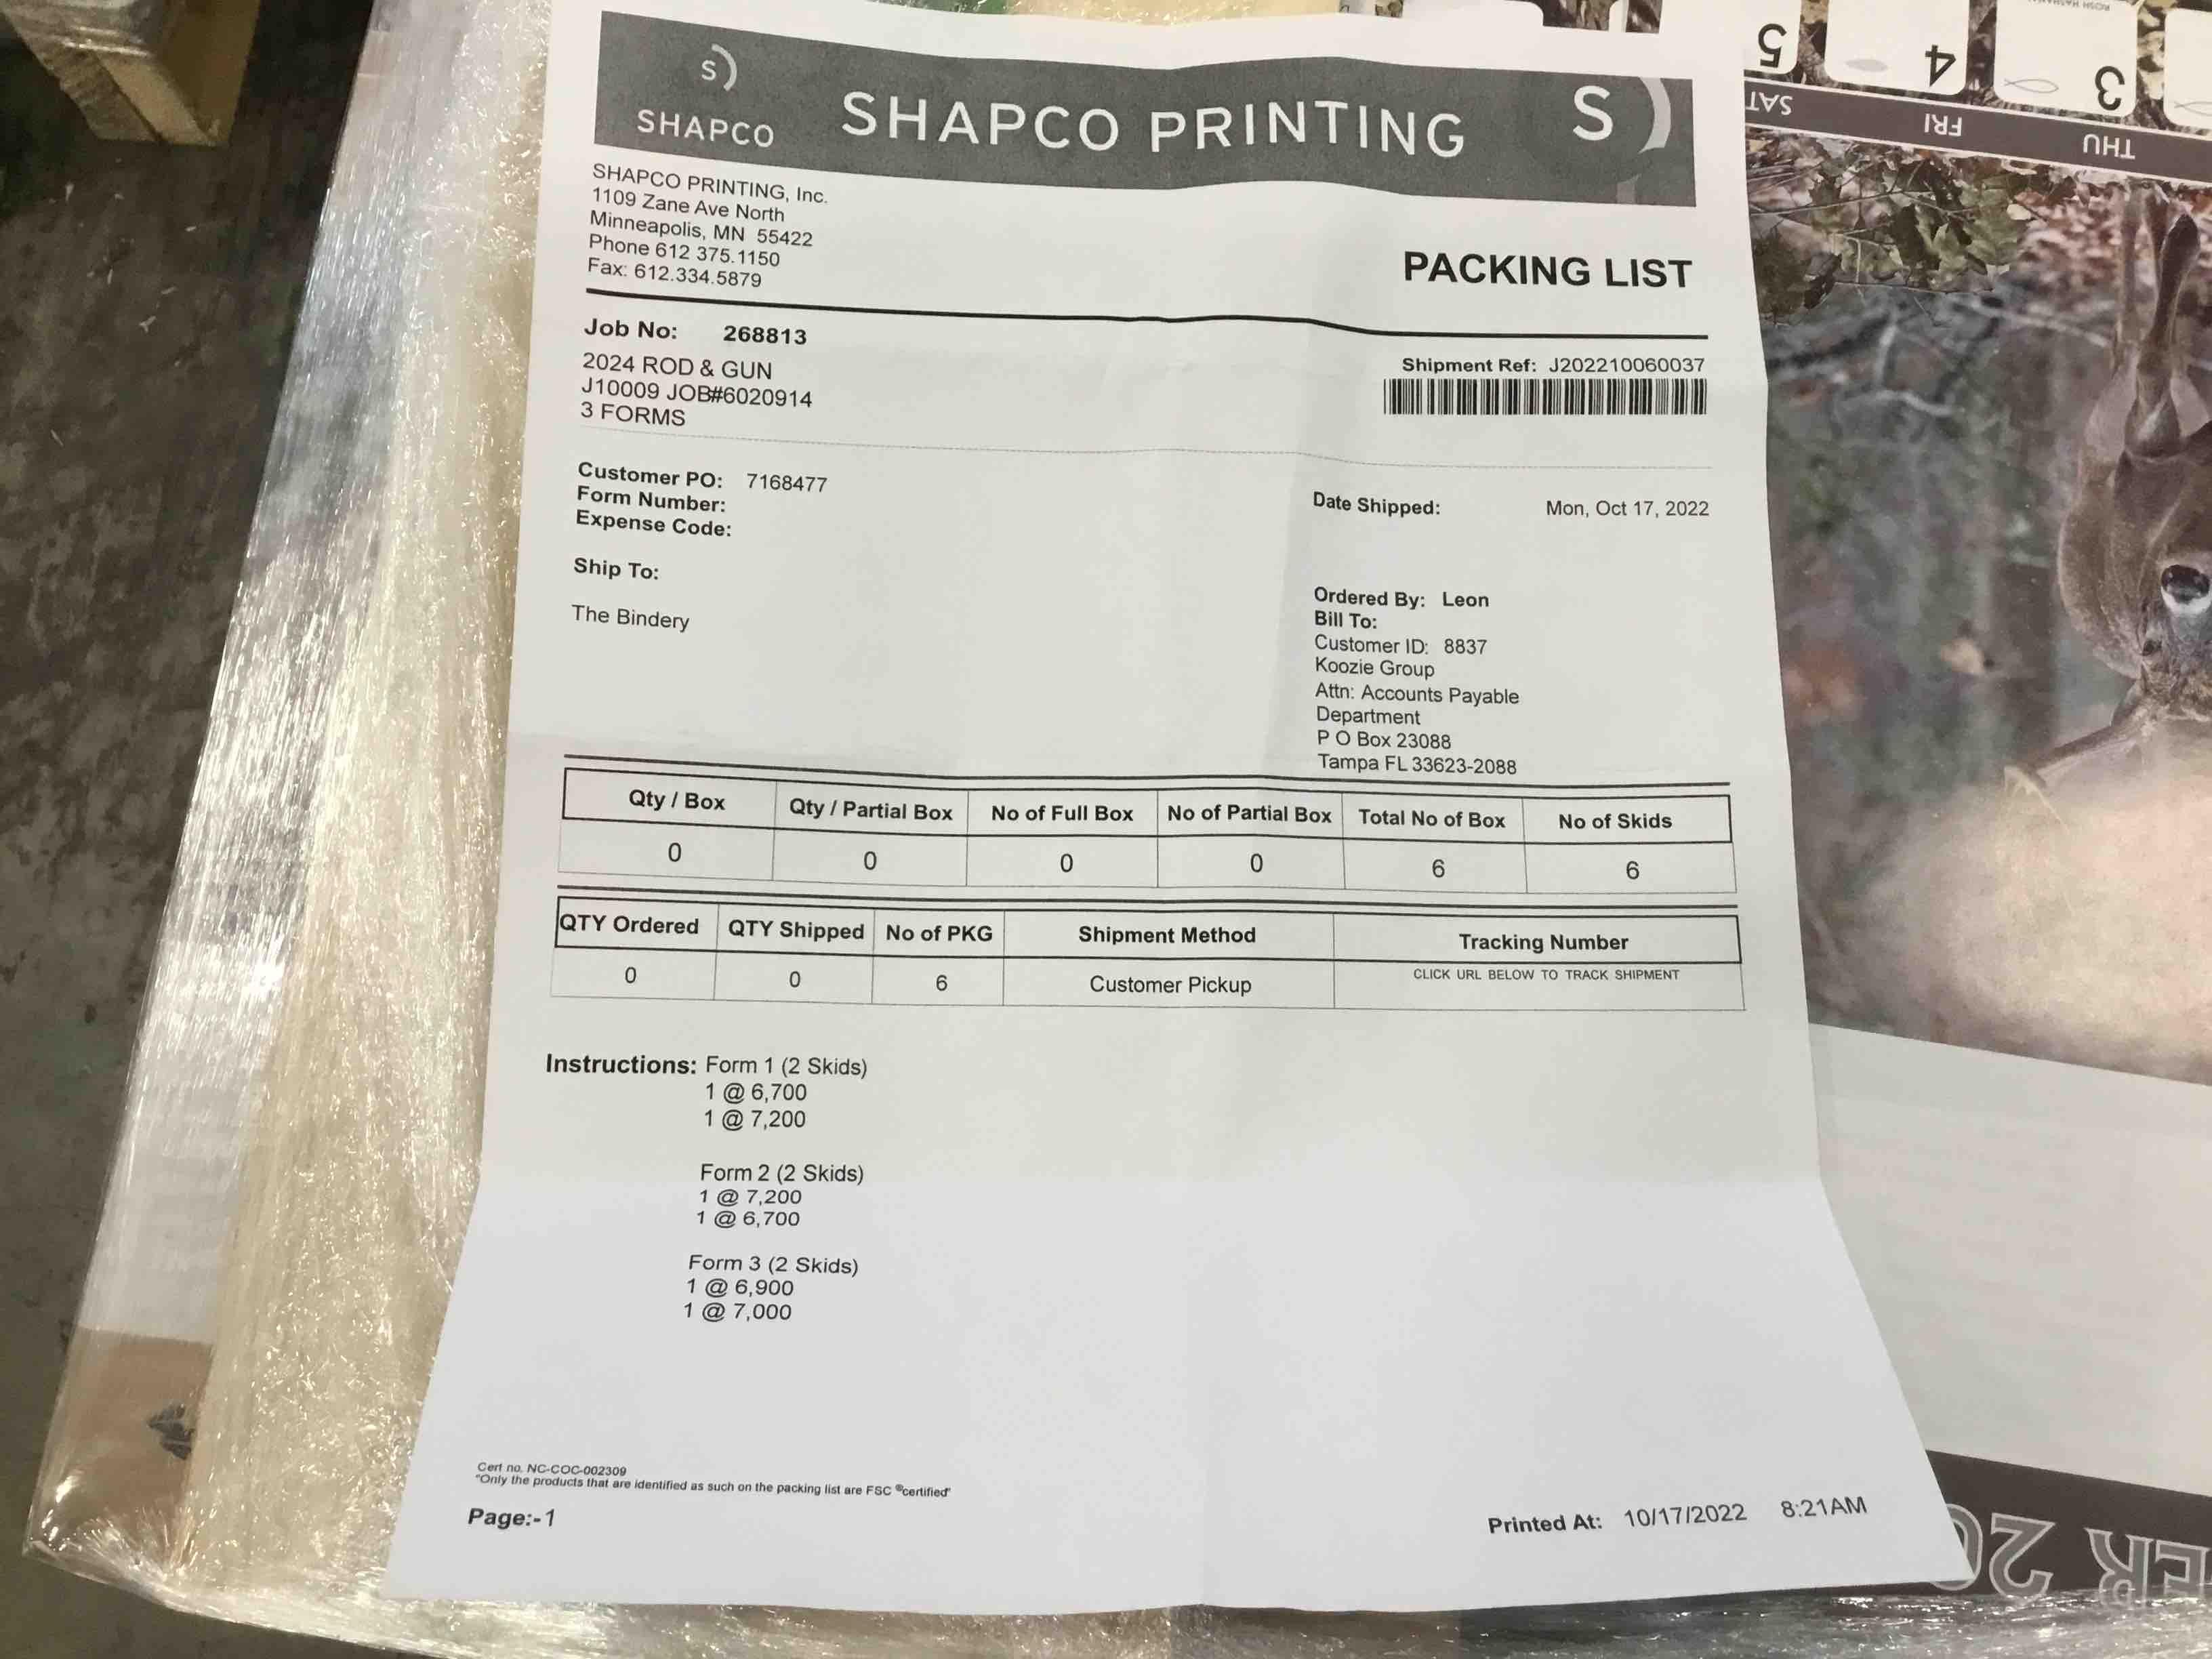 S)
SHAPCO
SHAPCO PRINTING
S)
SHAPCO PRINTING, Inc.
1109 Zane Ave North
Minneapolis, MN 55422
Phone 612 375.1150
Fax: 612.334.5879
PACKING LIST
Job No: 268813
2024 ROD & GUN
J10009 JOB#6020914
3 FORMS
Shipment Ref: J202210060037
Customer PO: 7168477
Form Number:
Expense Code:
Date Shipped: Mon, Oct 17, 2022
Ship To:
The Bindery
Ordered By: Leon
Bill To:
Customer ID: 8837
Koozie Group
Attn: Accounts Payable
Department
P O Box 23088
Tampa FL 33623-2088
Qty / Box Qty / Partial Box No of Full Box No of Partial Box Total No of Box No of Skids
0 0 0 0 6 6
QTY Ordered QTY Shipped No of PKG Shipment Method Tracking Number
0 0 6 Customer Pickup CLICK URL BELOW TO TRACK SHIPMENT
Instructions: Form 1 (2 Skids)
1 @ 6,700
1 @ 7,200
Form 2 (2 Skids)
1 @ 7,200
1 @ 6,700
Form 3 (2 Skids)
1 @ 6,900
1 @ 7,000
Cert no. NC-COC-002309
"Only the products that are identified as such on the packing list are FSC ®certified"
Page:-1
Printed At: 10/17/2022 8:21AM
5 4 3
SAT FRI THU
ER 20